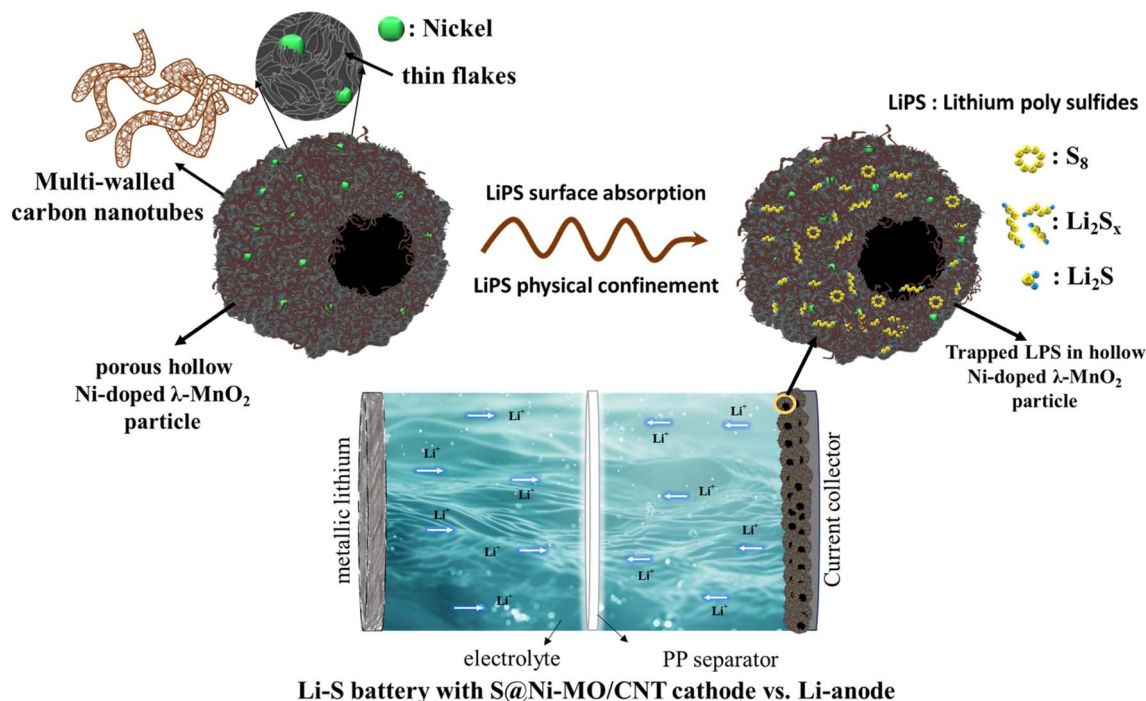 : Nickel
thin flakes
Multi-walled
carbon nanotubes
porous hollow
Ni-doped λ-MnO₂
particle
LiPS surface absorption
LiPS physical confinement
LiPS : Lithium poly sulfides
: S₈
: Li₂Sₓ
: Li₂S
Trapped LPS in hollow
Ni-doped λ-MnO₂
particle
metallic lithium
Li⁺
Li⁺
Li⁺
Li⁺
Li⁺
Li⁺
Li⁺
Li⁺
Li⁺
Li⁺
Li⁺
Li⁺
Li⁺
Current collector
electrolyte
PP separator
Li-S battery with S@Ni-MO/CNT cathode vs. Li-anode